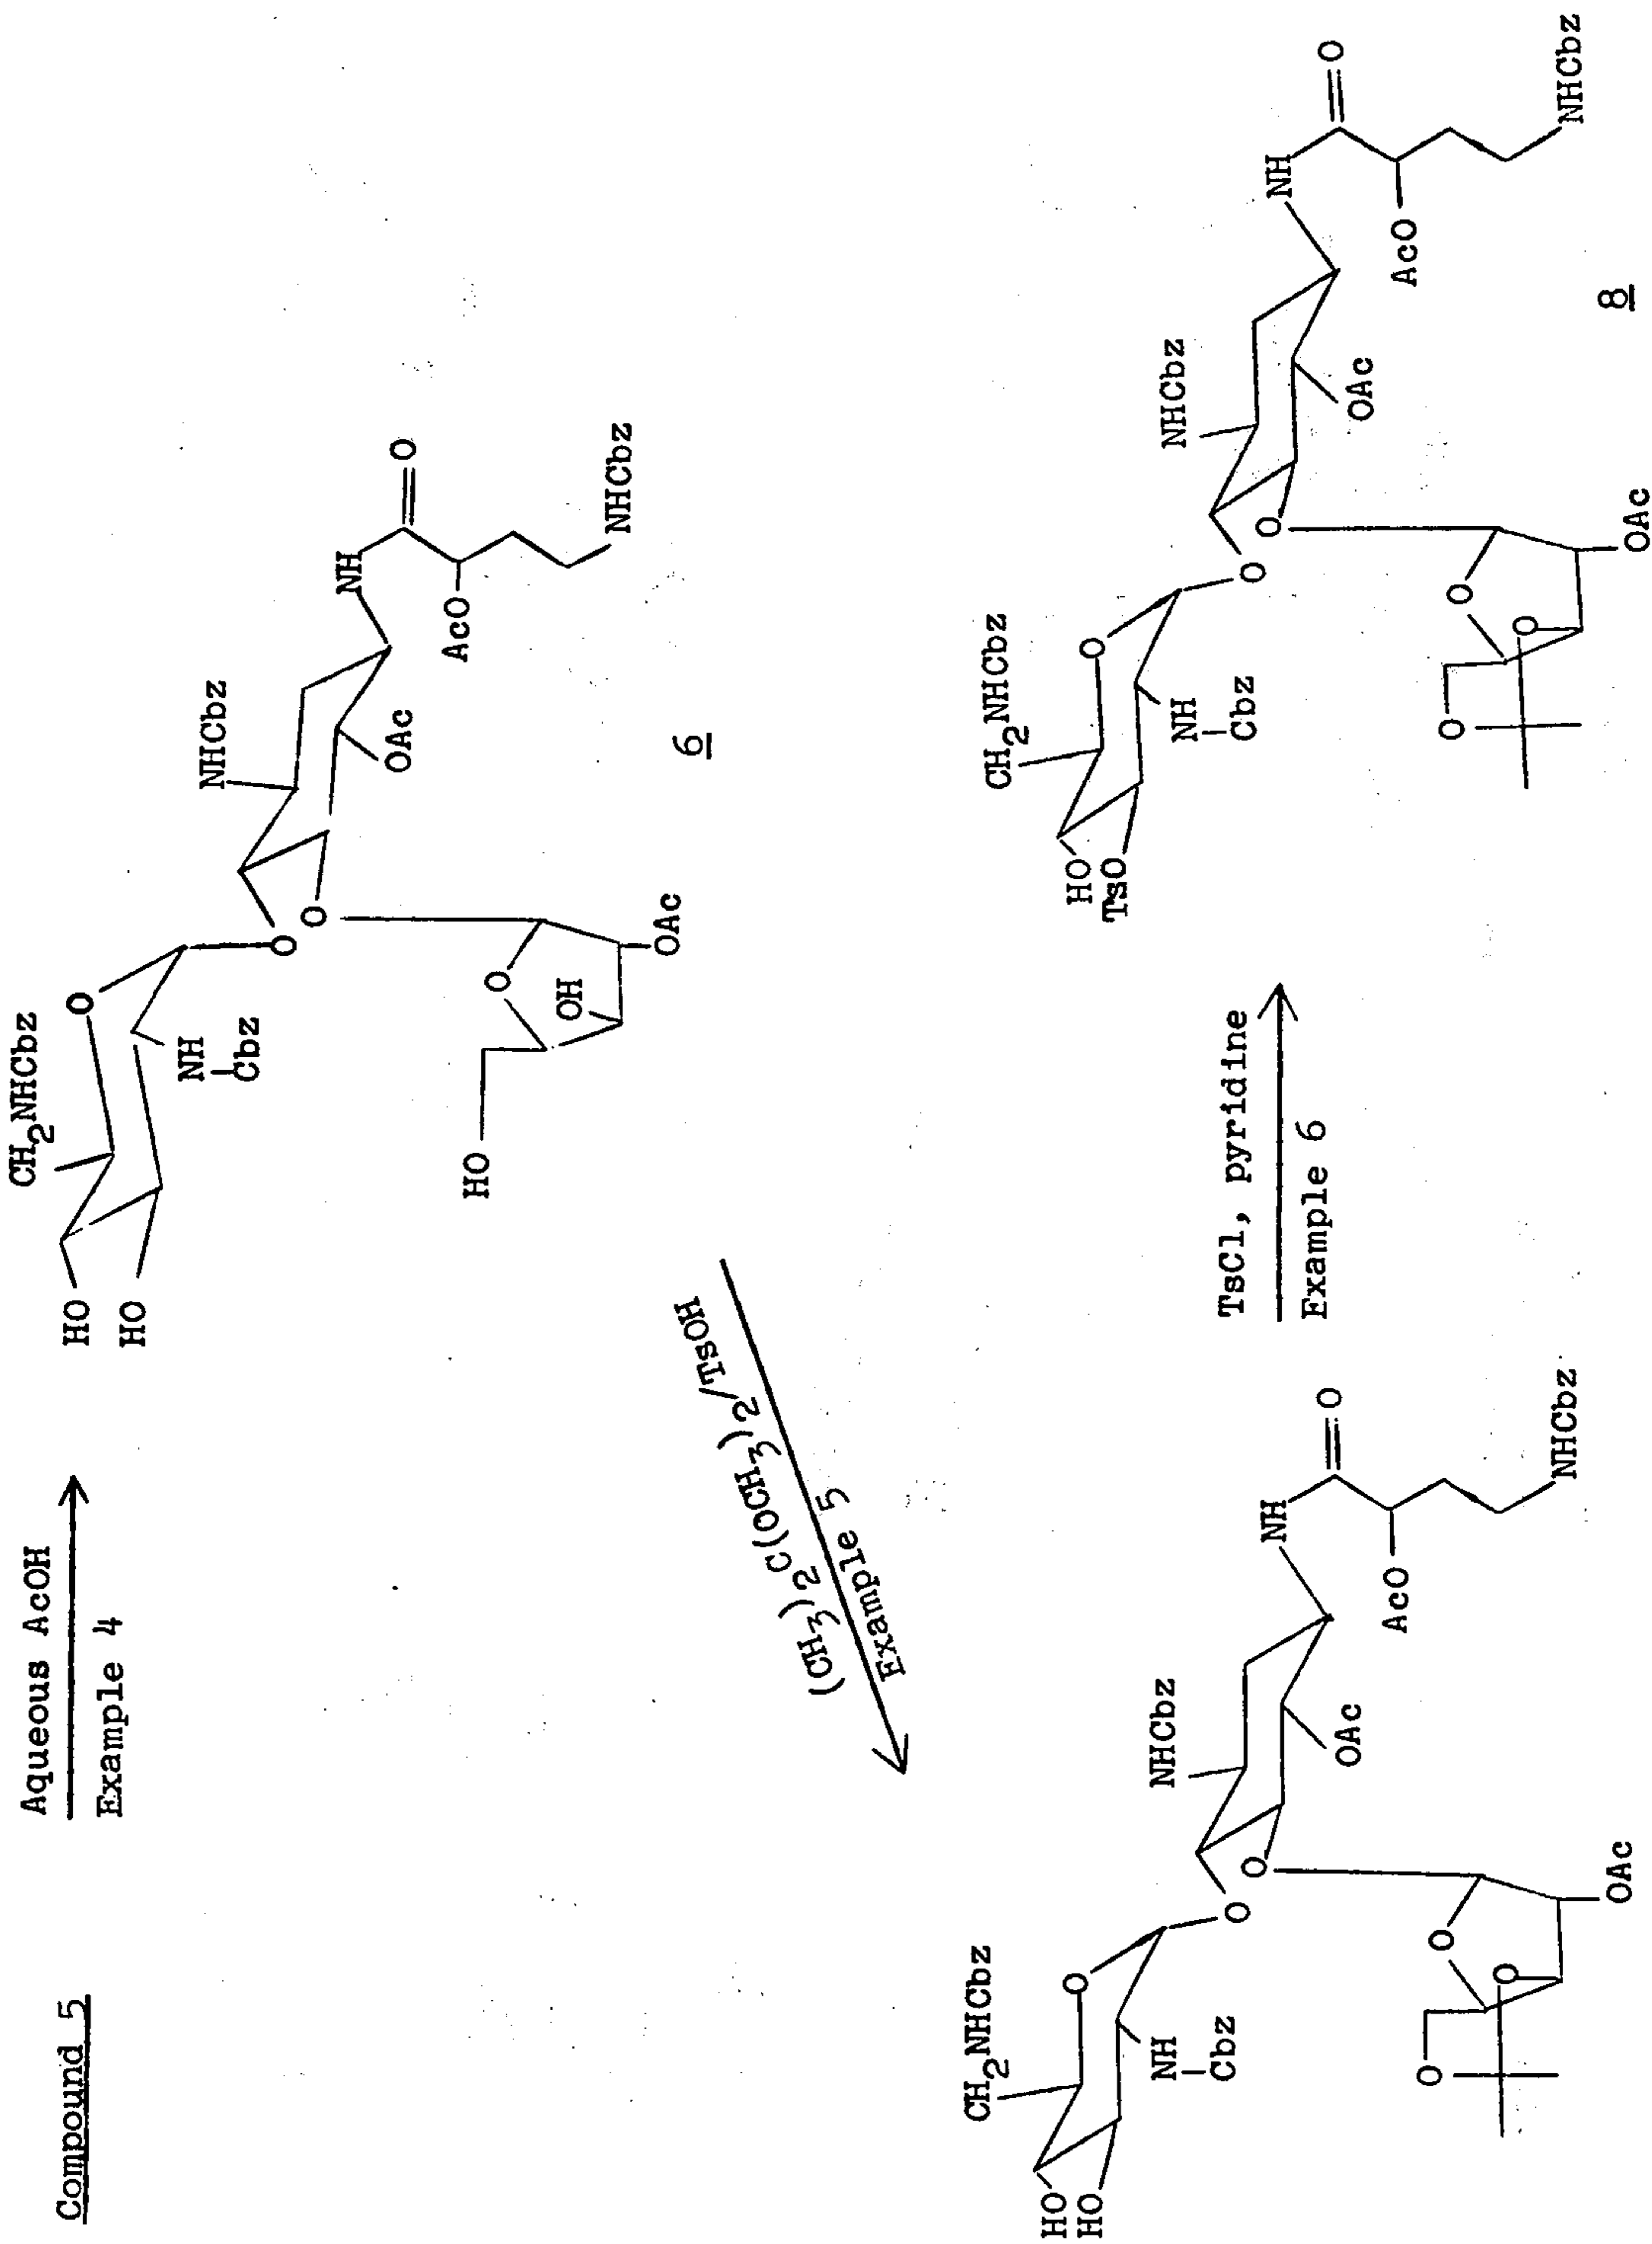 Compound 5
Aqueous AcOH
Example 4
CH2NHCbz
O
HO
HO
NH
Cbz
O
O
NHCbz
OAc
NH
O
AcO
NHCbz
HO
O
OH
OAc
6
(CH3)2C(OCH3)2/TsOH
Example 5
CH2NHCbz
O
HO
HO
NH
Cbz
O
O
NHCbz
OAc
NH
O
AcO
NHCbz
O
O
O
OAc
TsCl, pyridine
Example 6
CH2NHCbz
O
HO
TsO
NH
Cbz
O
O
NHCbz
OAc
NH
O
AcO
NHCbz
O
O
O
OAc
8